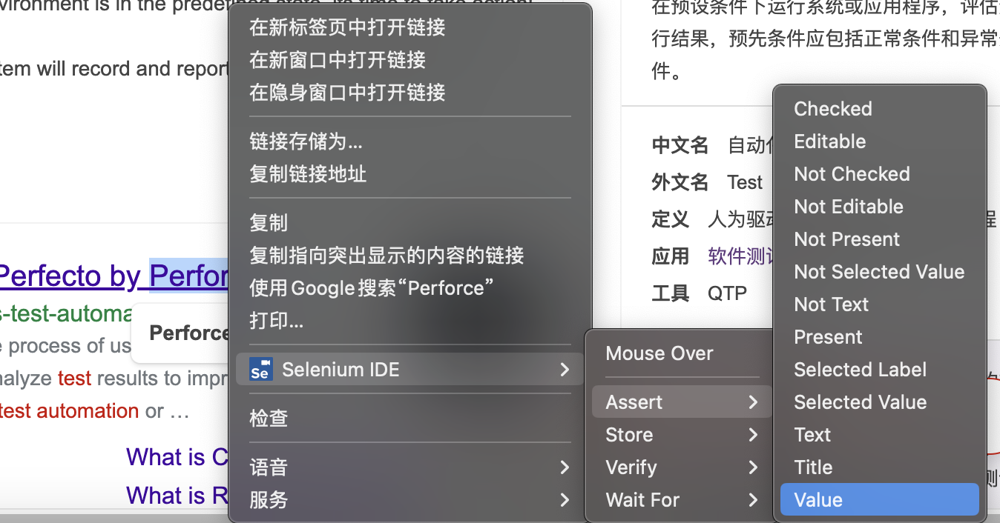 vironment is in the predefined state, its time to take action!
tem will record and report
Perfecto by Perfor
s-test-automa
Perforce
e process of us
nalyze test results to impr
test automation or …
What is C
What is R
在新标签页中打开链接
在新窗口中打开链接
在隐身窗口中打开链接
链接存储为...
复制链接地址
复制
复制指向突出显示的内容的链接
使用Google搜索“Perforce”
打印...
Selenium IDE
检查
语音
服务
Mouse Over
Assert
Store
Verify
Wait For
在预设条件下运行系统或应用程序，评估
行结果，预先条件应包括正常条件和异常
件。
中文名 自动化
外文名 Test
定义 人为驱动 程
应用 软件测试
工具 QTP
Checked
Editable
Not Checked
Not Editable
Not Present
Not Selected Value
Not Text
Present
Selected Label
Selected Value
Text
Title
Value